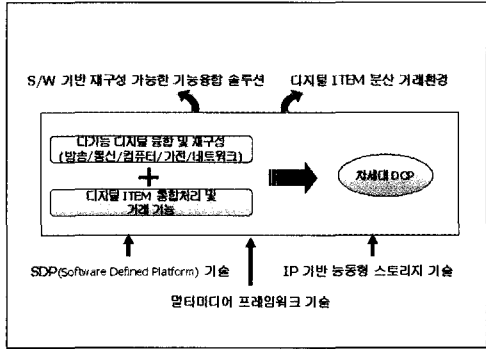 S/W 기반 재구성 가능한 기능융합 솔루션
디지털 ITEM 분산 거래환경
다기능 디지털 융합 및 재구성
(방송/통신/컴퓨터/가전/네트워크)
+
디지털 ITEM 통합처리 및
거래 기능
차세대 DCP
SDP(Software Defined Platform) 기술
IP 기반 능동형 스토리지 기술
멀티미디어 프레임워크 기술